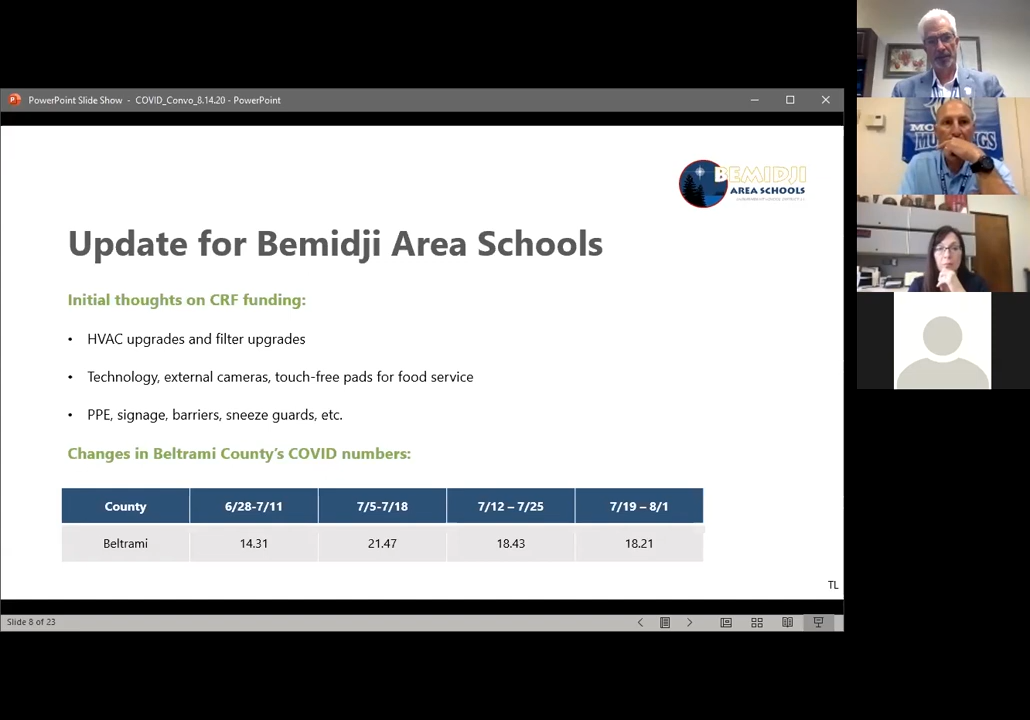 PowerPoint Slide Show - COVID_Convo_8.14.20 - PowerPoint
BEMIDJI
AREA SCHOOLS
Update for Bemidji Area Schools
Initial thoughts on CRF funding:
• HVAC upgrades and filter upgrades
• Technology, external cameras, touch-free pads for food service
• PPE, signage, barriers, sneeze guards, etc.
Changes in Beltrami County's COVID numbers:
County 6/28-7/11 7/5-7/18 7/12 – 7/25 7/19 – 8/1
Beltrami 14.31 21.47 18.43 18.21
TL
Slide 8 of 23